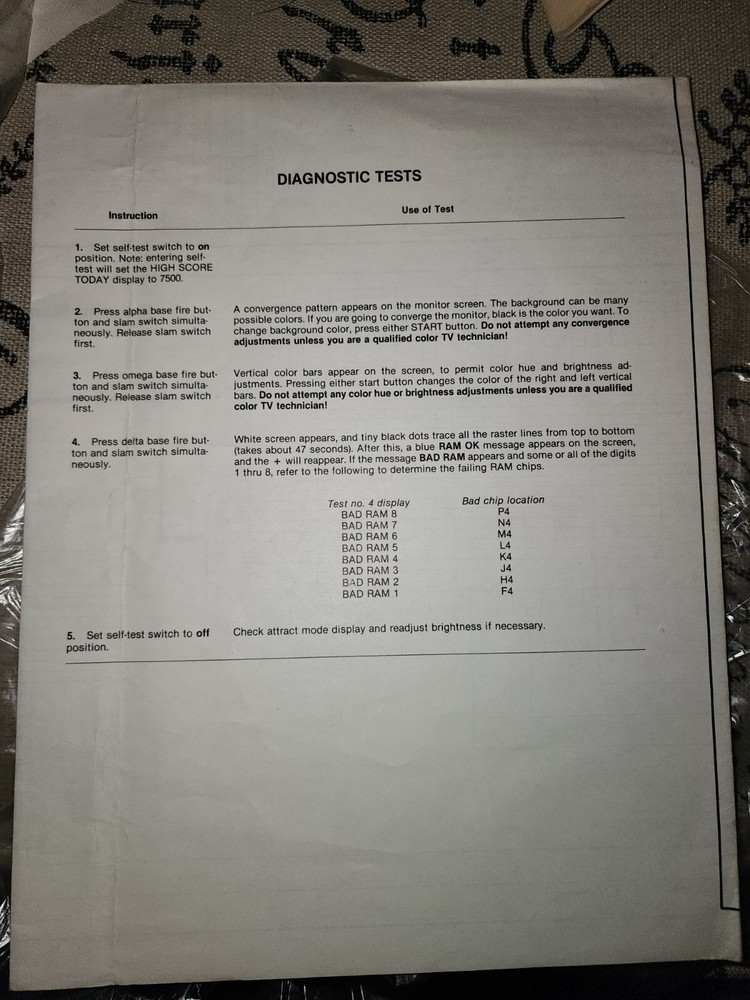 DIAGNOSTIC TESTS
Instruction
Use of Test
1. Set self-test switch to on
position. Note: entering self-
test will set the HIGH SCORE
TODAY display to 7500.
2. Press alpha base fire but-
ton and slam switch simulta-
neously. Release slam switch
first.
A convergence pattern appears on the monitor screen. The background can be many
possible colors. If you are going to converge the monitor, black is the color you want. To
change background color, press either START button. Do not attempt any convergence
adjustments unless you are a qualified color TV technician!
3. Press omega base fire but-
ton and slam switch simulta-
neously. Release slam switch
first.
Vertical color bars appear on the screen, to permit color hue and brightness ad-
justments. Pressing either start button changes the color of the right and left vertical
bars. Do not attempt any color hue or brightness adjustments unless you are a qualified
color TV technician!
4. Press delta base fire but-
ton and slam switch simulta-
neously.
White screen appears, and tiny black dots trace all the raster lines from top to bottom
(takes about 47 seconds). After this, a blue RAM OK message appears on the screen,
and the + will reappear. If the message BAD RAM appears and some or all of the digits
1 thru 8, refer to the following to determine the failing RAM chips.
Test no. 4 display Bad chip location
BAD RAM 8 P4
BAD RAM 7 N4
BAD RAM 6 M4
BAD RAM 5 L4
BAD RAM 4 K4
BAD RAM 3 J4
BAD RAM 2 H4
BAD RAM 1 F4
5. Set self-test switch to off
position.
Check attract mode display and readjust brightness if necessary.